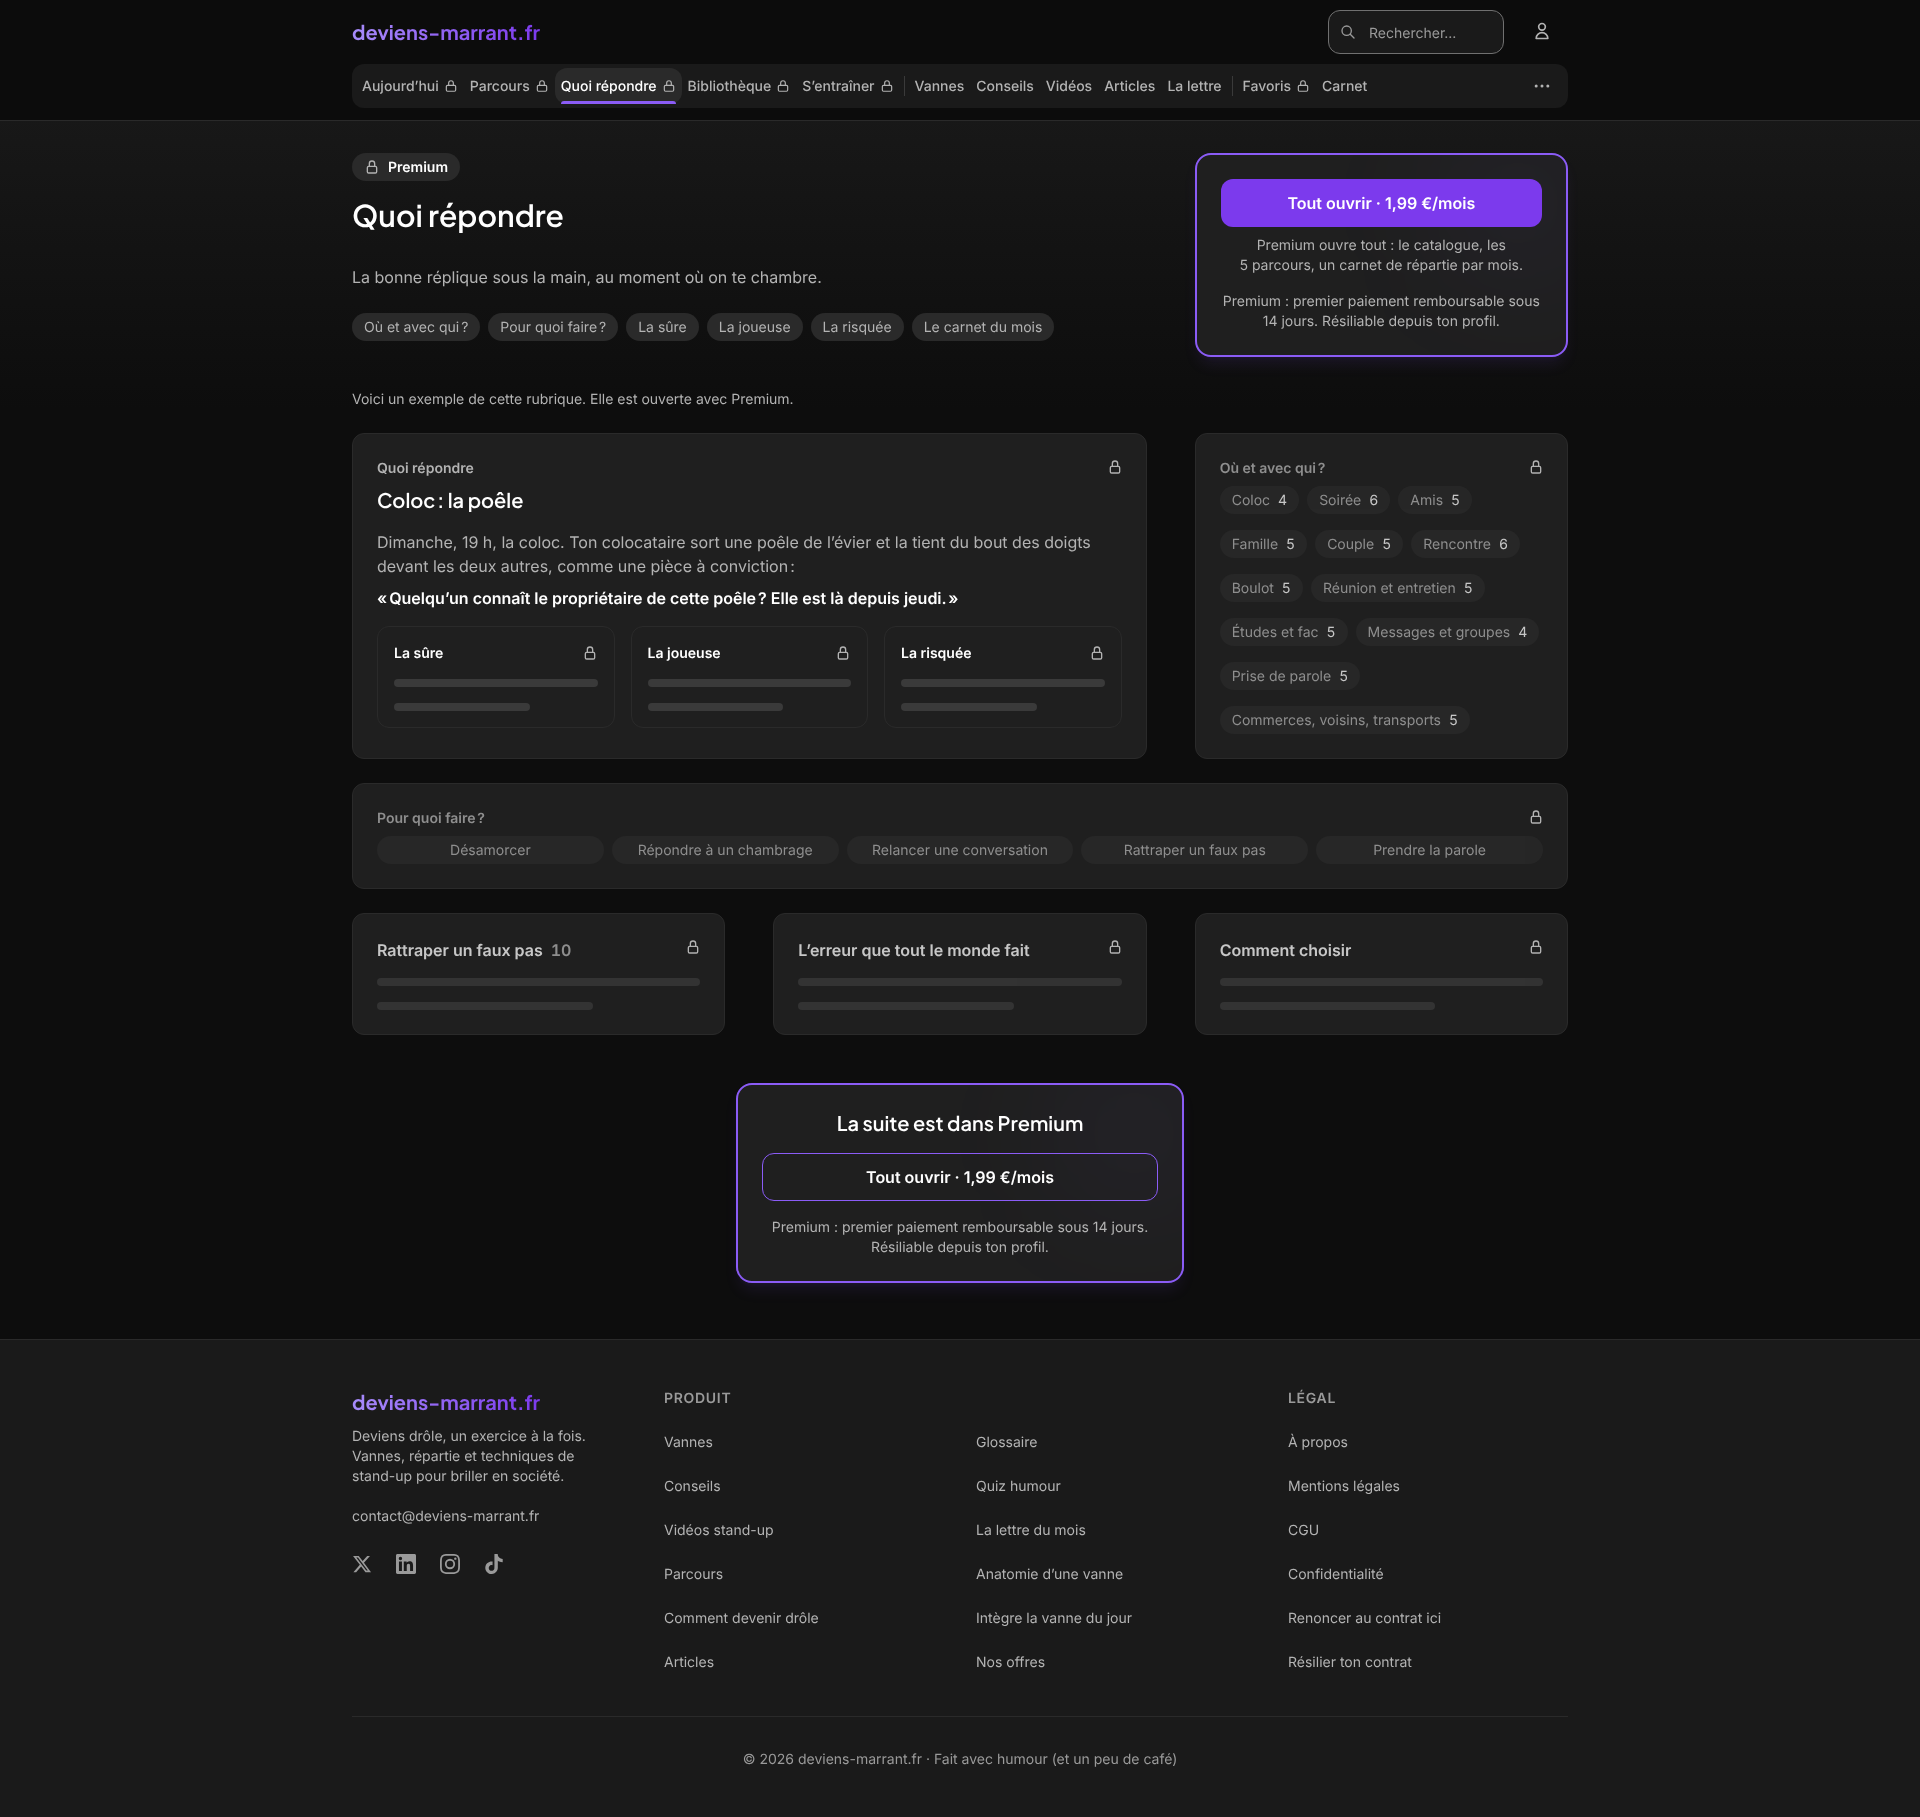 deviens-marrant.fr
Rechercher...
Aujourd’hui Parcours Quoi répondre Bibliothèque S’entraîner Vannes Conseils Vidéos Articles La lettre Favoris Carnet
Premium
Quoi répondre
La bonne réplique sous la main, au moment où on te chambre.
Où et avec qui ? Pour quoi faire ? La sûre La joueuse La risquée Le carnet du mois
Tout ouvrir · 1,99 €/mois
Premium ouvre tout : le catalogue, les
5 parcours, un carnet de répartie par mois.
Premium : premier paiement remboursable sous
14 jours. Résiliable depuis ton profil.
Voici un exemple de cette rubrique. Elle est ouverte avec Premium.
Quoi répondre
Coloc : la poêle
Dimanche, 19 h, la coloc. Ton colocataire sort une poêle de l’évier et la tient du bout des doigts
devant les deux autres, comme une pièce à conviction :
« Quelqu’un connaît le propriétaire de cette poêle ? Elle est là depuis jeudi. »
La sûre La joueuse La risquée
Où et avec qui ?
Coloc 4 Soirée 6 Amis 5
Famille 5 Couple 5 Rencontre 6
Boulot 5 Réunion et entretien 5
Études et fac 5 Messages et groupes 4
Prise de parole 5
Commerces, voisins, transports 5
Pour quoi faire ?
Désamorcer Répondre à un chambrage Relancer une conversation Rattraper un faux pas Prendre la parole
Rattraper un faux pas 10
L’erreur que tout le monde fait
Comment choisir
La suite est dans Premium
Tout ouvrir · 1,99 €/mois
Premium : premier paiement remboursable sous 14 jours.
Résiliable depuis ton profil.
deviens-marrant.fr
Deviens drôle, un exercice à la fois.
Vannes, répartie et techniques de
stand-up pour briller en société.
contact@deviens-marrant.fr
PRODUIT
Vannes
Conseils
Vidéos stand-up
Parcours
Comment devenir drôle
Articles
Glossaire
Quiz humour
La lettre du mois
Anatomie d’une vanne
Intègre la vanne du jour
Nos offres
LÉGAL
À propos
Mentions légales
CGU
Confidentialité
Renoncer au contrat ici
Résilier ton contrat
© 2026 deviens-marrant.fr · Fait avec humour (et un peu de café)